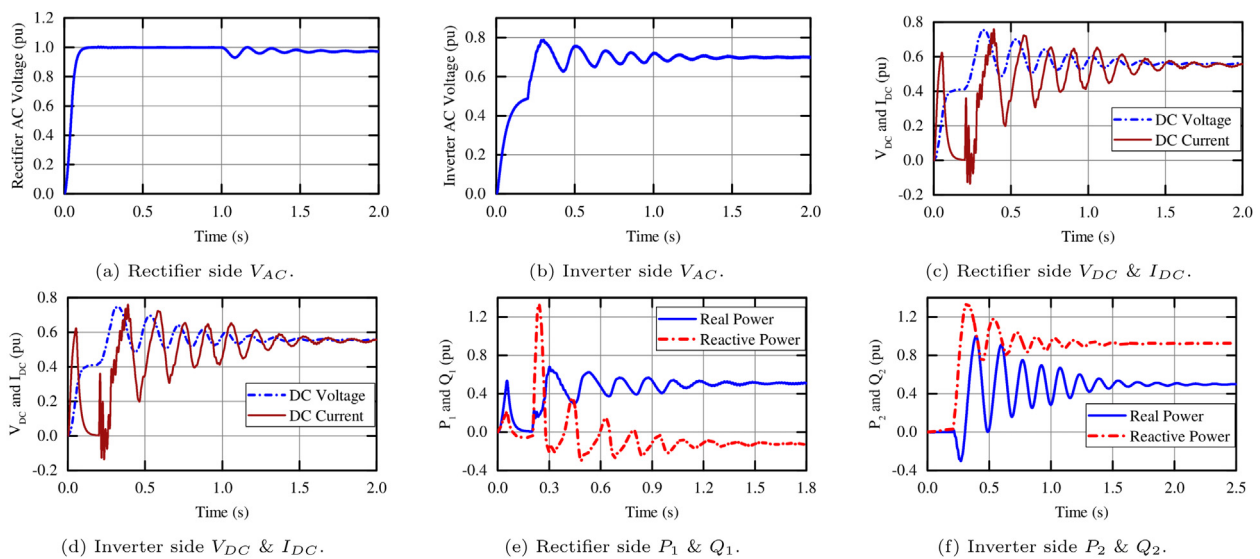 Rectifier AC Voltage (pu)
1.2
1.0
0.8
0.6
0.4
0.2
0.0
0.0 0.5 1.0 1.5 2.0
Time (s)
(a) Rectifier side V_AC.
Inverter AC Voltage (pu)
1.0
0.8
0.6
0.4
0.2
0.0
0.0 0.5 1.0 1.5 2.0
Time (s)
(b) Inverter side V_AC.
V_DC and I_DC (pu)
0.8
0.6
0.4
0.2
0.0
-0.2
DC Voltage
DC Current
0.0 0.5 1.0 1.5 2.0
Time (s)
(c) Rectifier side V_DC & I_DC.
V_DC and I_DC (pu)
0.8
0.6
0.4
0.2
0.0
-0.2
DC Voltage
DC Current
0.0 0.5 1.0 1.5 2.0
Time (s)
(d) Inverter side V_DC & I_DC.
P_1 and Q_1 (pu)
1.2
0.8
0.4
0.0
-0.4
Real Power
Reactive Power
0.0 0.3 0.6 0.9 1.2 1.5 1.8
Time (s)
(e) Rectifier side P_1 & Q_1.
P_2 and Q_2 (pu)
1.2
0.8
0.4
0.0
-0.4
Real Power
Reactive Power
0.0 0.5 1.0 1.5 2.0 2.5
Time (s)
(f) Inverter side P_2 & Q_2.